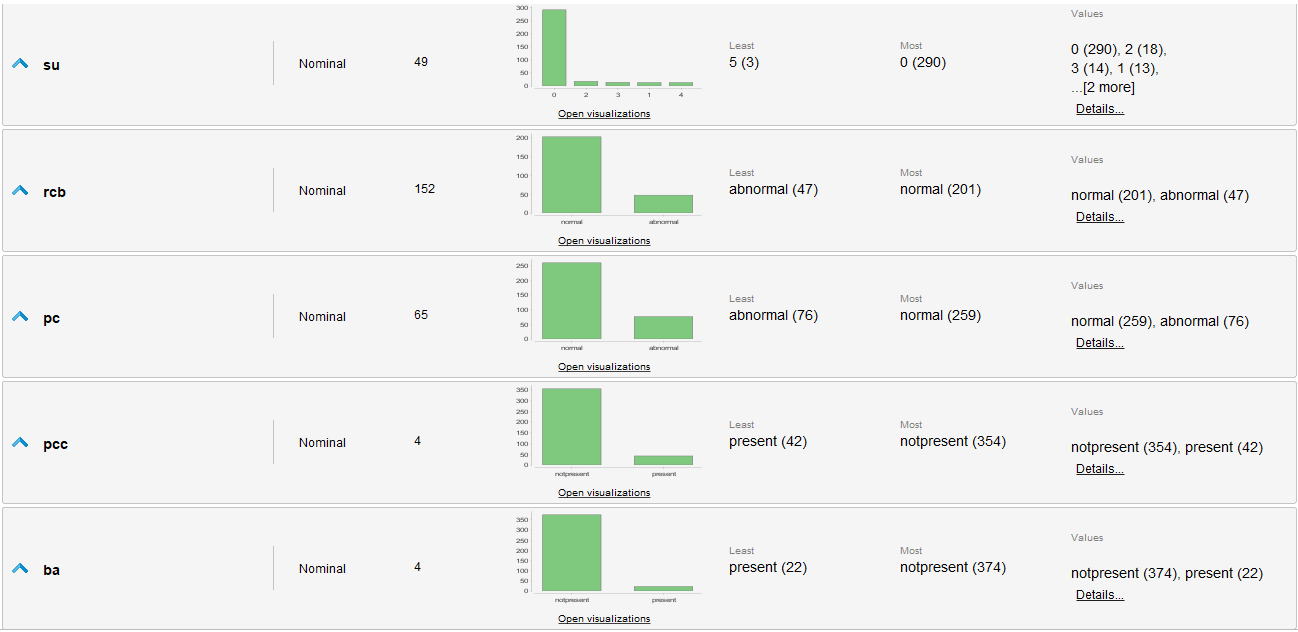 300
250
200
150
100
50
0
0 2 3 1 4
su
Nominal
49
Open visualizations
Least
5 (3)
Most
0 (290)
Values
0 (290), 2 (18),
3 (14), 1 (13),
...[2 more]
Details...
200
150
100
50
0
normal abnormal
rcb
Nominal
152
Open visualizations
Least
abnormal (47)
Most
normal (201)
Values
normal (201), abnormal (47)
Details...
250
200
150
100
50
0
normal abnormal
pc
Nominal
65
Open visualizations
Least
abnormal (76)
Most
normal (259)
Values
normal (259), abnormal (76)
Details...
350
300
250
200
150
100
50
0
notpresent present
pcc
Nominal
4
Open visualizations
Least
present (42)
Most
notpresent (354)
Values
notpresent (354), present (42)
Details...
350
300
250
200
150
100
50
0
notpresent present
ba
Nominal
4
Open visualizations
Least
present (22)
Most
notpresent (374)
Values
notpresent (374), present (22)
Details...